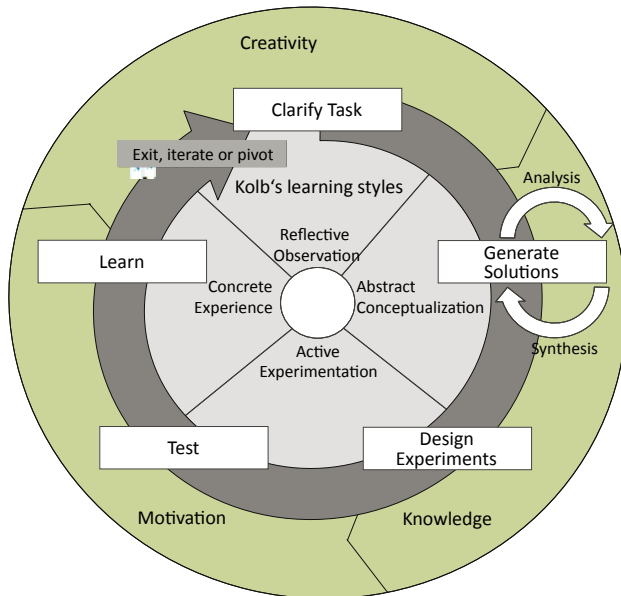 Creativity
Clarify Task
Exit, iterate or pivot
Analysis
Kolb‘s learning styles
Reflective
Observation
Learn
Generate
Solutions
Concrete
Experience
Abstract
Conceptualization
Synthesis
Active
Experimentation
Test
Design
Experiments
Motivation
Knowledge